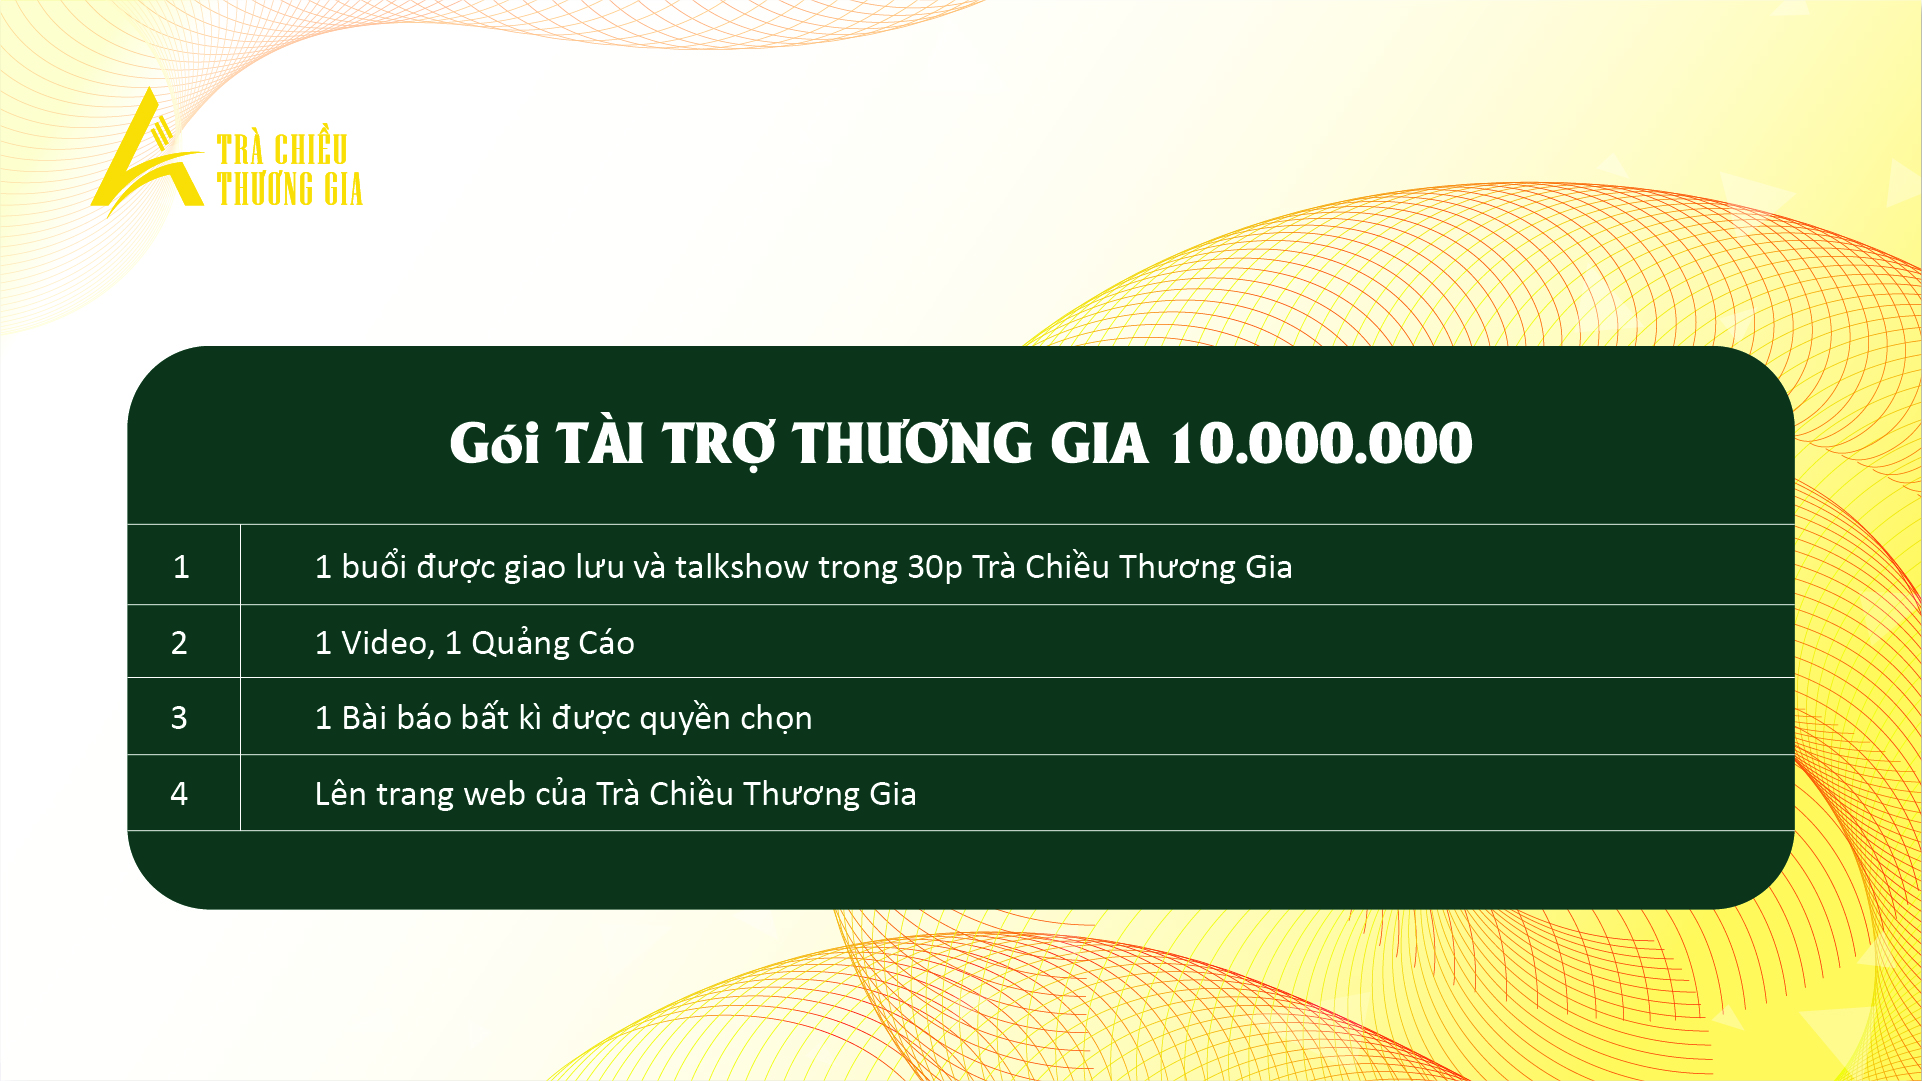 TRÀ CHIỀU
THƯƠNG GIA
Gói TÀI TRỢ THƯƠNG GIA 10.000.000
1 1 buổi được giao lưu và talkshow trong 30p Trà Chiều Thương Gia
2 1 Video, 1 Quảng Cáo
3 1 Bài báo bất kì được quyền chọn
4 Lên trang web của Trà Chiều Thương Gia